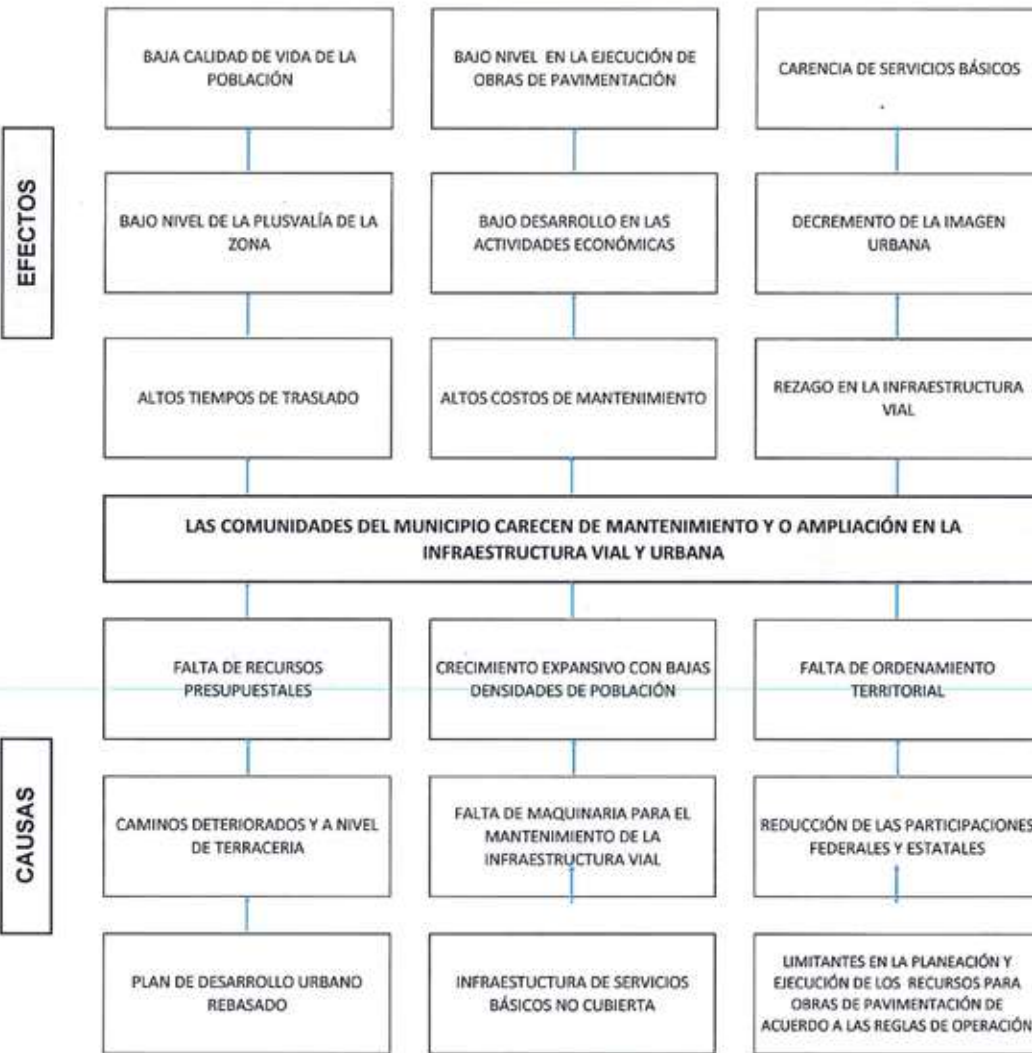 BAJA CALIDAD DE VIDA DE LA
POBLACIÓN
BAJO NIVEL EN LA EJECUCIÓN DE
OBRAS DE PAVIMENTACIÓN
CARENCIA DE SERVICIOS BÁSICOS
EFECTOS
BAJO NIVEL DE LA PLUSVALÍA DE LA
ZONA
BAJO DESARROLLO EN LAS
ACTIVIDADES ECONÓMICAS
DECREMENTO DE LA IMAGEN
URBANA
ALTOS TIEMPOS DE TRASLADO
ALTOS COSTOS DE MANTENIMIENTO
REZAGO EN LA INFRAESTRUCTURA
VIAL
LAS COMUNIDADES DEL MUNICIPIO CARECEN DE MANTENIMIENTO Y O AMPLIACIÓN EN LA
INFRAESTRUCTURA VIAL Y URBANA
FALTA DE RECURSOS
PRESUPUESTALES
CRECIMIENTO EXPANSIVO CON BAJAS
DENSIDADES DE POBLACIÓN
FALTA DE ORDENAMIENTO
TERRITORIAL
CAUSAS
CAMINOS DETERIORADOS Y A NIVEL
DE TERRACERIA
FALTA DE MAQUINARIA PARA EL
MANTENIMIENTO DE LA
INFRAESTRUCTURA VIAL
REDUCCIÓN DE LAS PARTICIPACIONES
FEDERALES Y ESTATALES
PLAN DE DESARROLLO URBANO
REBASADO
INFRAESTUCTURA DE SERVICIOS
BÁSICOS NO CUBIERTA
LIMITANTES EN LA PLANEACIÓN Y
EJECUCIÓN DE LOS RECURSOS PARA
OBRAS DE PAVIMENTACIÓN DE
ACUERDO A LAS REGLAS DE OPERACIÓN